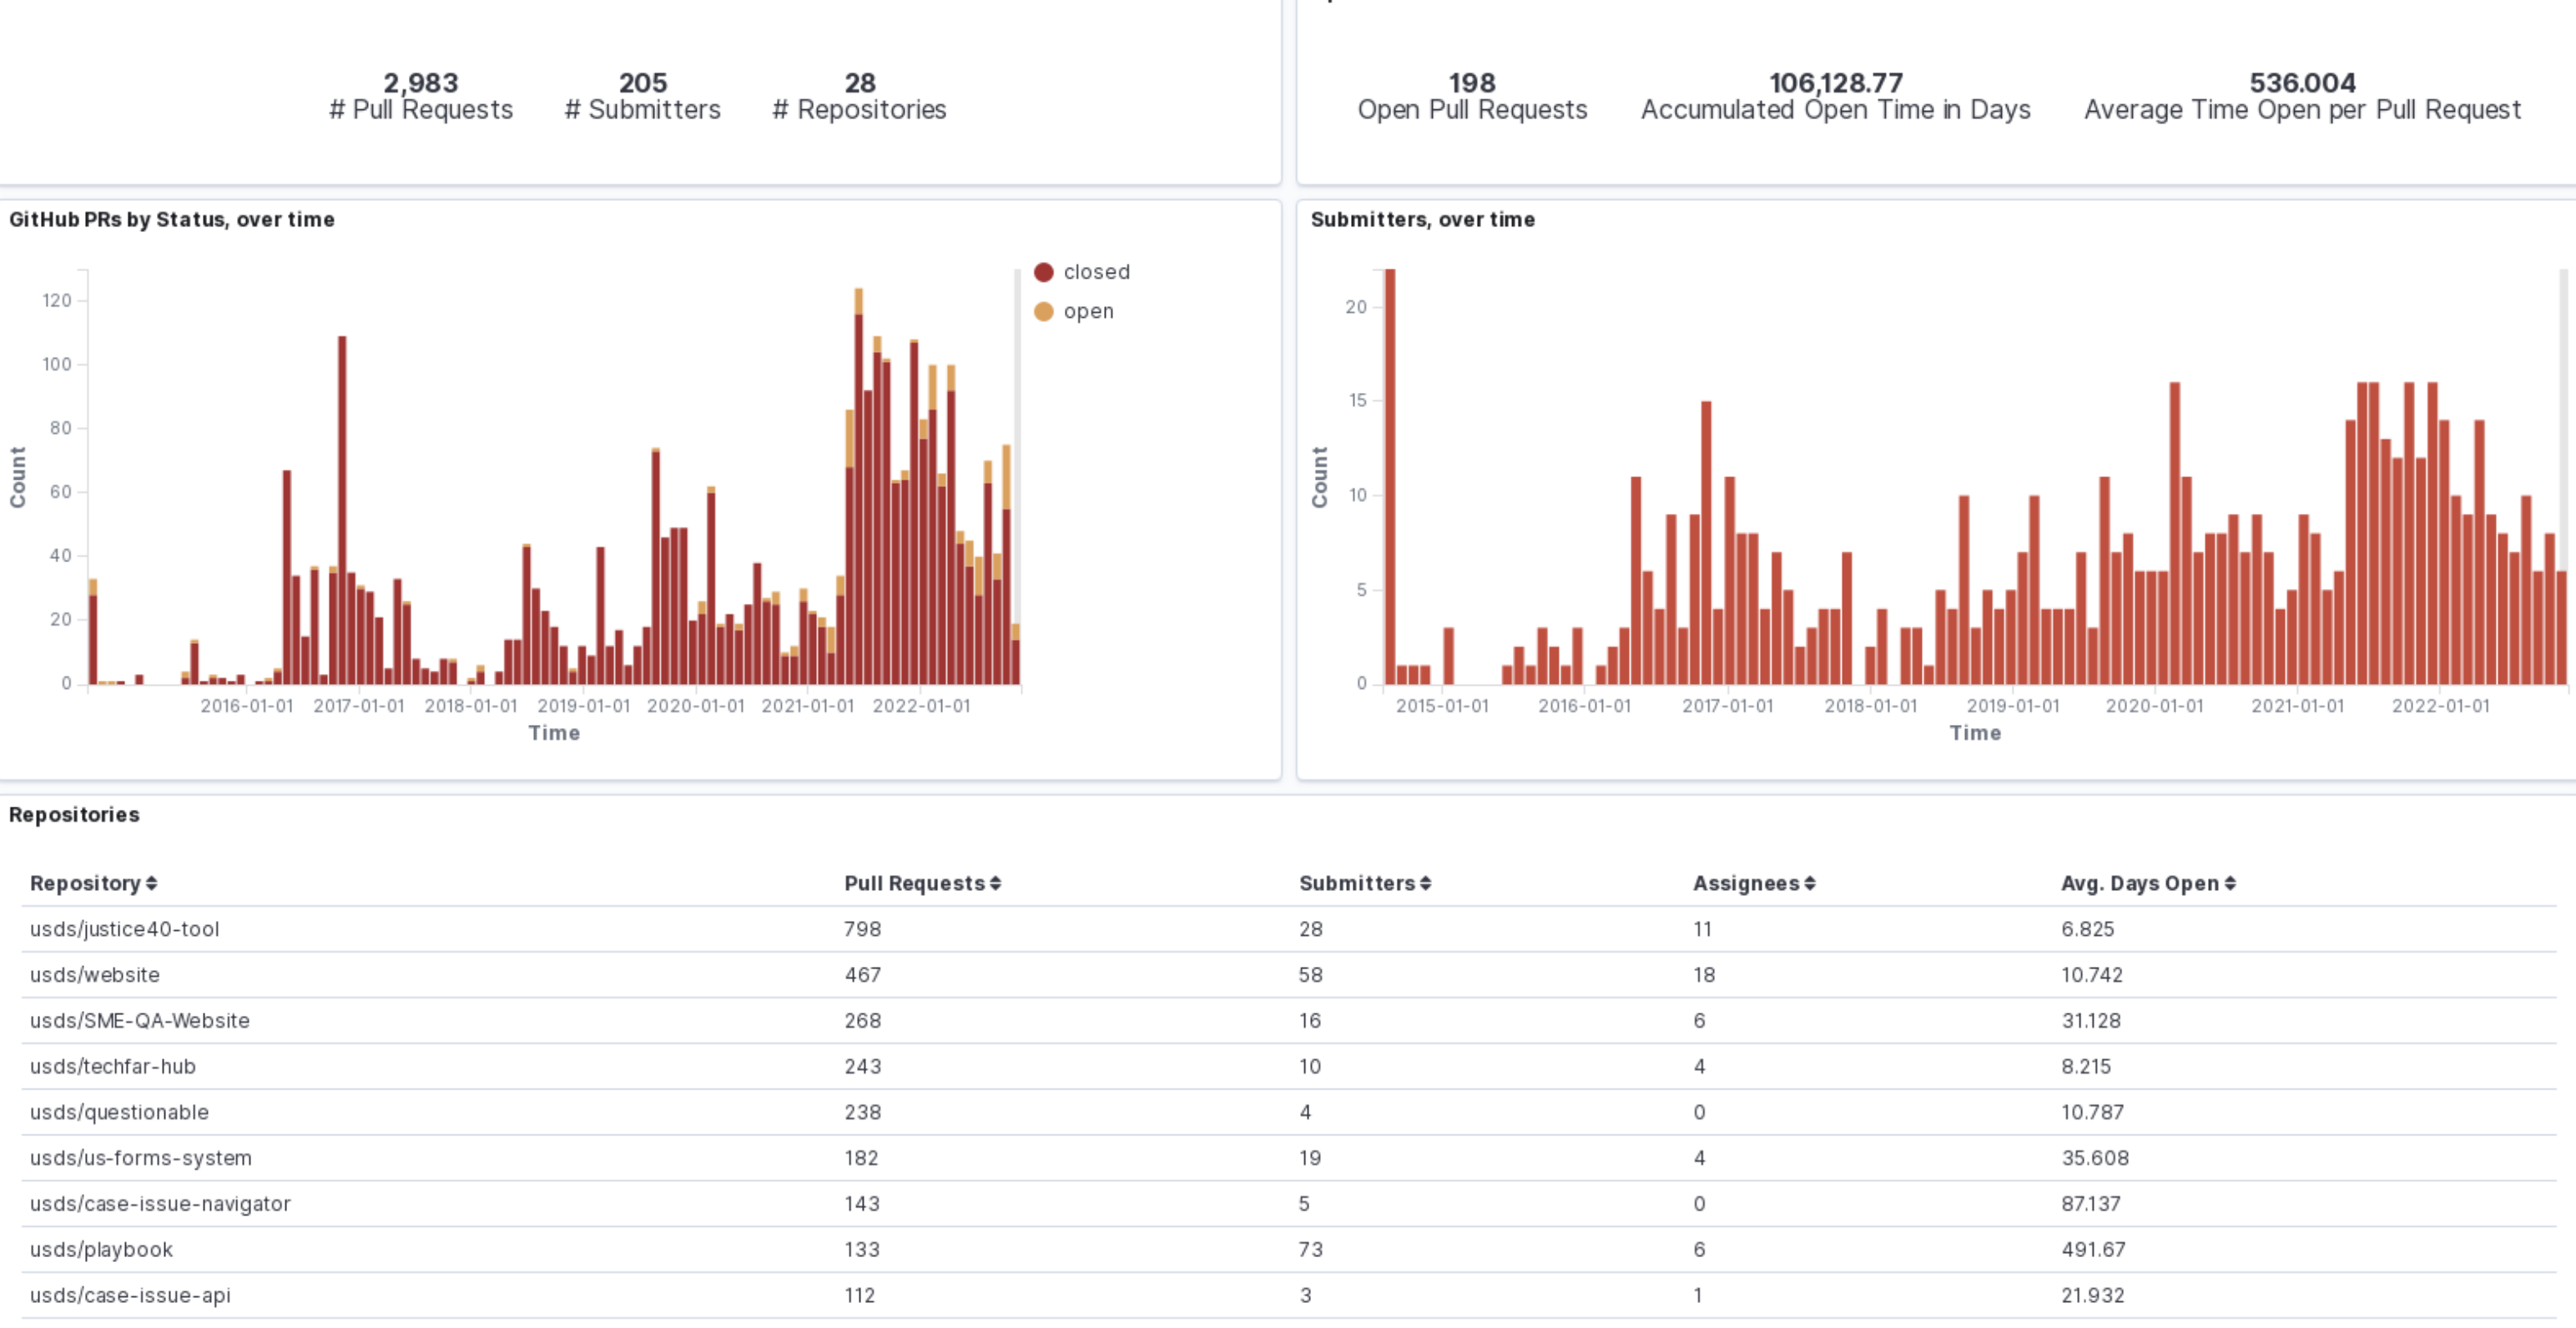 2,983 205 28
# Pull Requests # Submitters # Repositories
198 106,128.77 536.004
Open Pull Requests Accumulated Open Time in Days Average Time Open per Pull Request
GitHub PRs by Status, over time
closed
open
120
100
80
60
40
20
0
Count
2016-01-01 2017-01-01 2018-01-01 2019-01-01 2020-01-01 2021-01-01 2022-01-01
Time
Submitters, over time
20
15
10
5
0
Count
2015-01-01 2016-01-01 2017-01-01 2018-01-01 2019-01-01 2020-01-01 2021-01-01 2022-01-01
Time
Repositories
Repository Pull Requests Submitters Assignees Avg. Days Open
usds/justice40-tool 798 28 11 6.825
usds/website 467 58 18 10.742
usds/SME-QA-Website 268 16 6 31.128
usds/techfar-hub 243 10 4 8.215
usds/questionable 238 4 0 10.787
usds/us-forms-system 182 19 4 35.608
usds/case-issue-navigator 143 5 0 87.137
usds/playbook 133 73 6 491.67
usds/case-issue-api 112 3 1 21.932